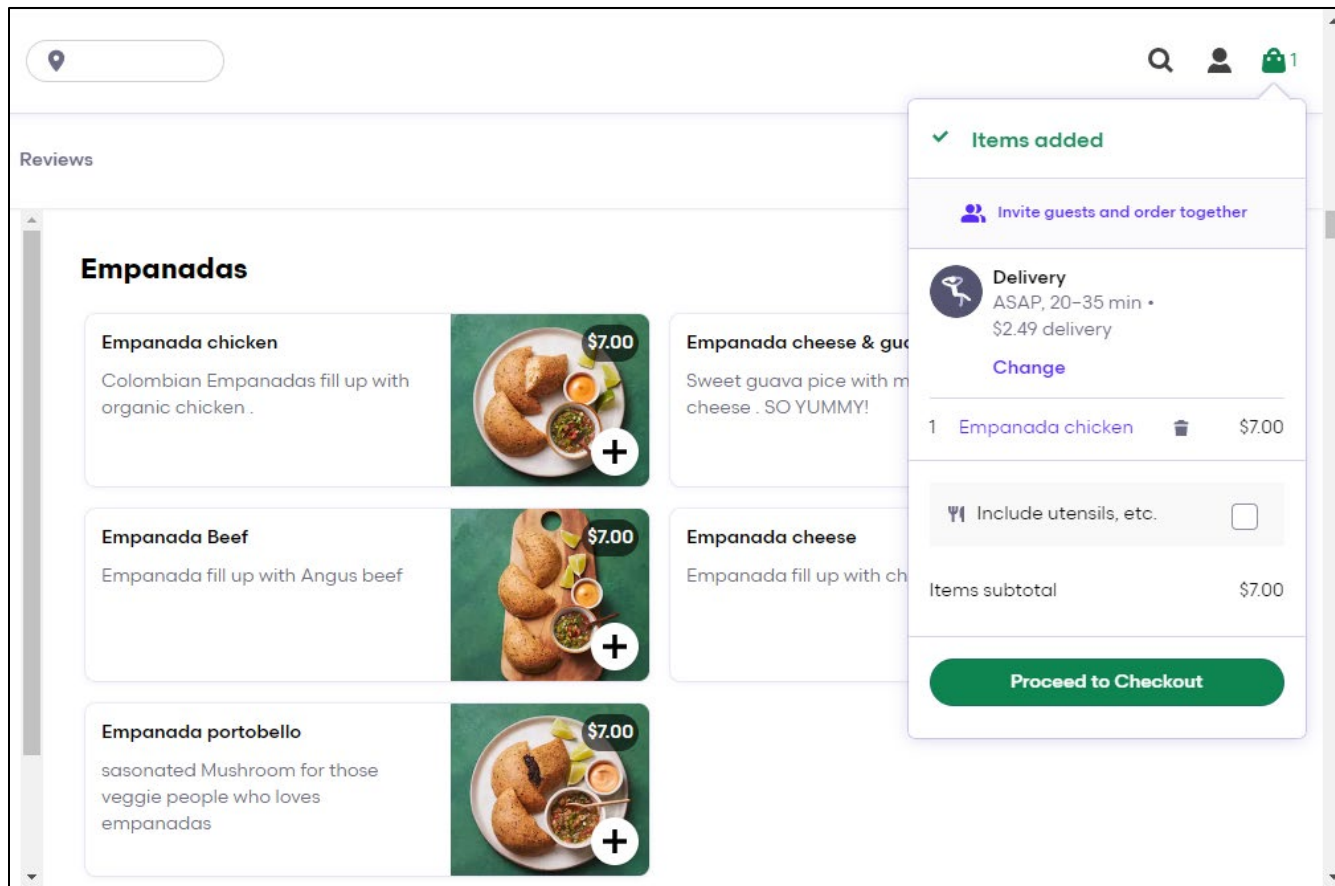 1
Reviews
Items added
Invite guests and order together
Delivery
ASAP, 20–35 min •
$2.49 delivery
Change
1 Empanada chicken $7.00
Include utensils, etc.
Items subtotal $7.00
Proceed to Checkout
Empanadas
Empanada chicken
$7.00
Colombian Empanadas fill up with
organic chicken .
Empanada cheese &
Sweet guava pice with
cheese . SO YUMMY!
Empanada Beef
$7.00
Empanada fill up with Angus beef
Empanada cheese
Empanada fill up with
Empanada portobello
$7.00
sasonated Mushroom for those
veggie people who loves
empanadas